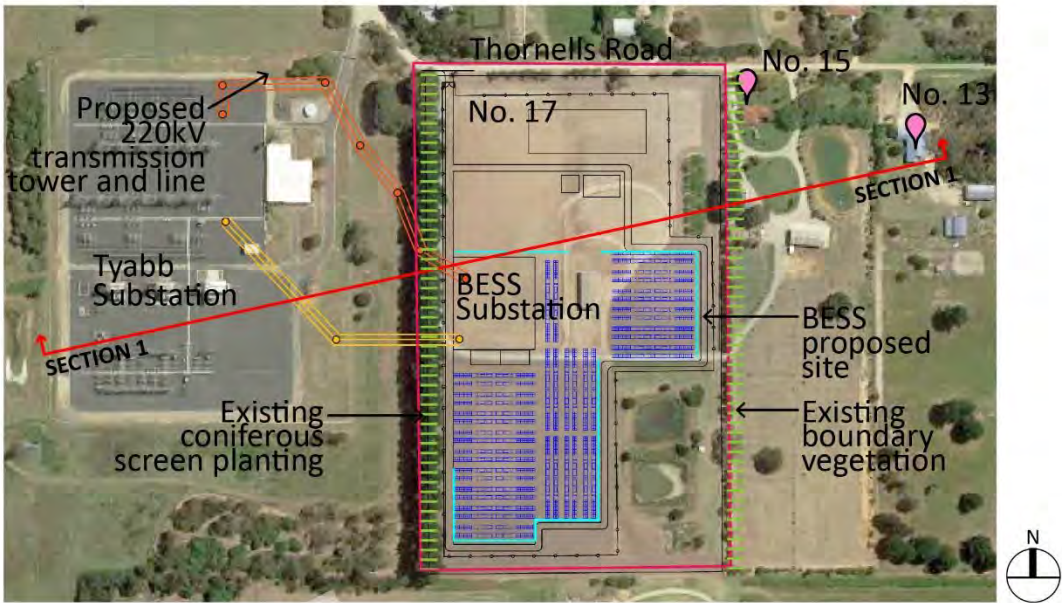 Thornells Road
No. 15
No. 13
No. 17
Proposed
220kV
transmission
tower and line
SECTION 1
Tyabb
Substation
BESS
Substation
SECTION 1
BESS
proposed
site
Existing
coniferous
screen planting
Existing
boundary
vegetation
N